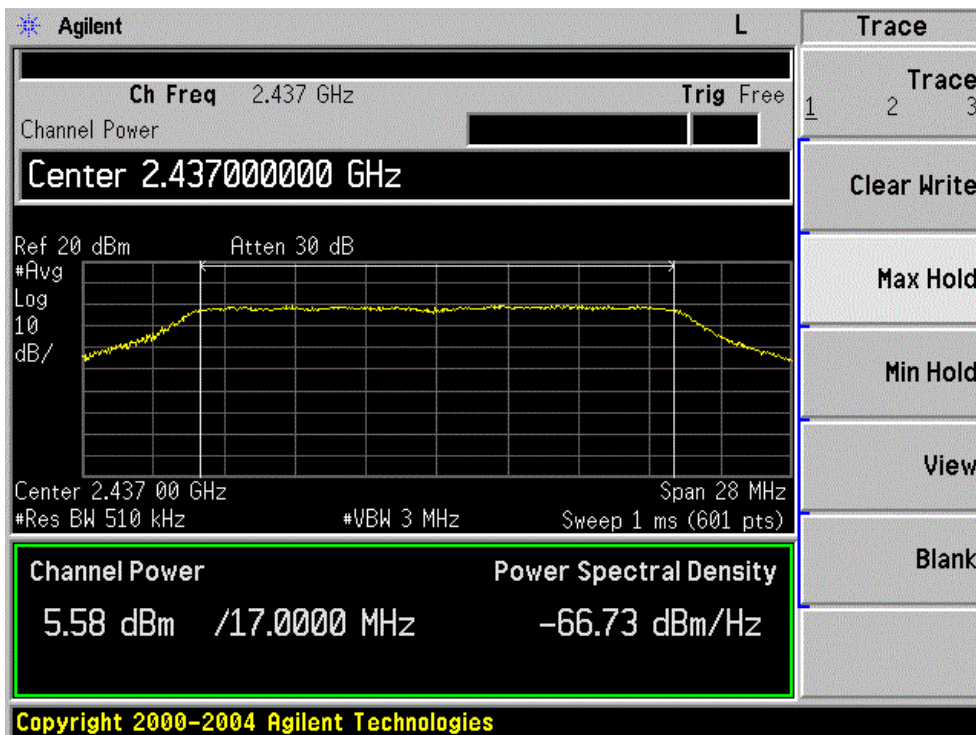 Agilent L Trace
Ch Freq 2.437 GHz Trig Free
Channel Power
Center 2.437000000 GHz
Ref 20 dBm Atten 30 dB
#Avg
Log
10
dB/
Center 2.437 00 GHz Span 28 MHz
#Res BW 510 kHz #VBW 3 MHz Sweep 1 ms (601 pts)
Channel Power Power Spectral Density
5.58 dBm /17.0000 MHz -66.73 dBm/Hz
Copyright 2000-2004 Agilent Technologies
Trace
1 2 3
Clear Write
Max Hold
Min Hold
View
Blank